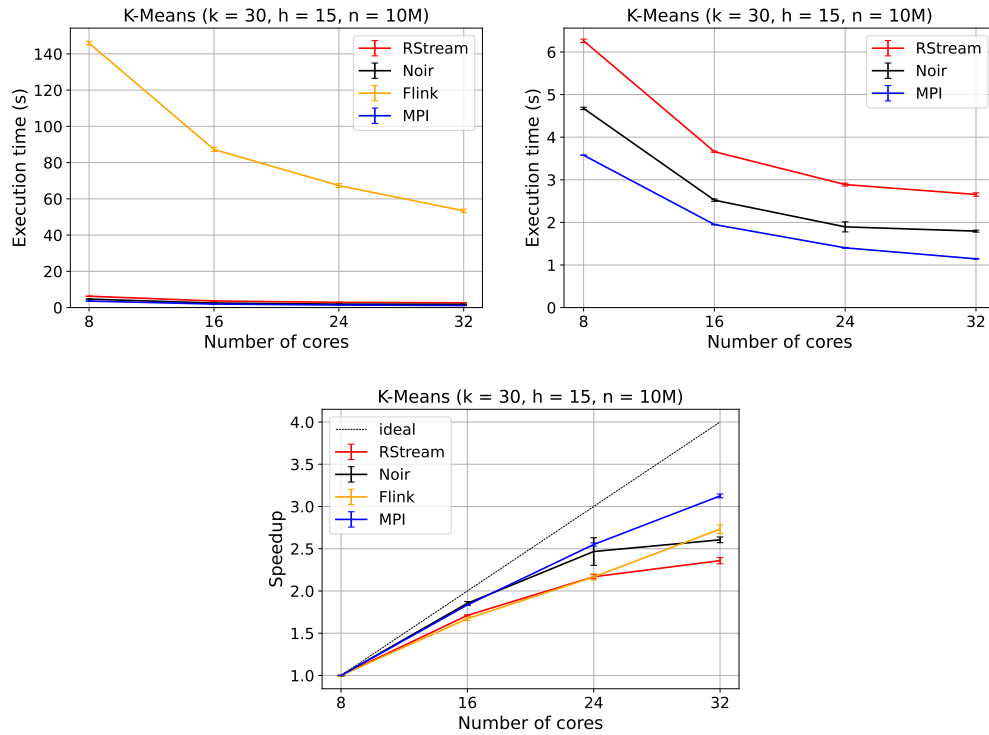 K-Means (k = 30, h = 15, n = 10M)
Execution time (s)
140
120
100
80
60
40
20
0
RStream
Noir
Flink
MPI
8 16 24 32
Number of cores
K-Means (k = 30, h = 15, n = 10M)
Execution time (s)
6
5
4
3
2
1
0
RStream
Noir
MPI
8 16 24 32
Number of cores
K-Means (k = 30, h = 15, n = 10M)
Speedup
4.0
3.5
3.0
2.5
2.0
1.5
1.0
ideal
RStream
Noir
Flink
MPI
8 16 24 32
Number of cores